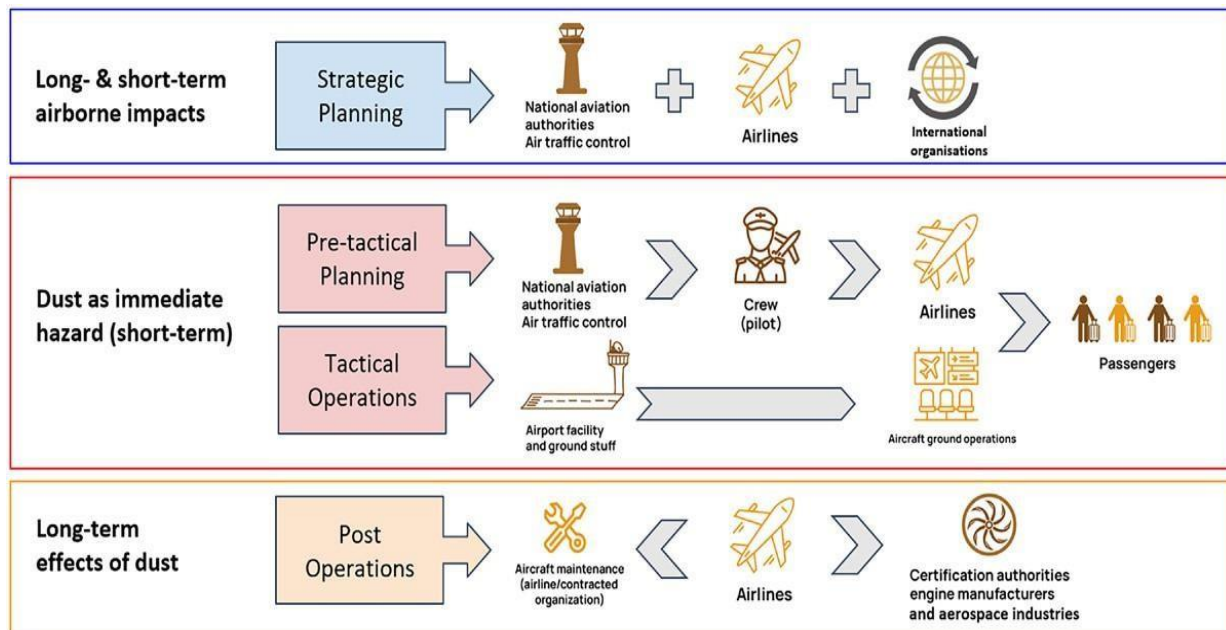 Long- & short-term
airborne impacts
Strategic
Planning
National aviation
authorities
Air traffic control
Airlines
International
organisations
Dust as immediate
hazard (short-term)
Pre-tactical
Planning
National aviation
authorities
Air traffic control
Crew
(pilot)
Airlines
Passengers
Tactical
Operations
Airport facility
and ground stuff
Aircraft ground operations
Long-term
effects of dust
Post
Operations
Aircraft maintenance
(airline/contracted
organization)
Airlines
Certification authorities
engine manufacturers
and aerospace industries